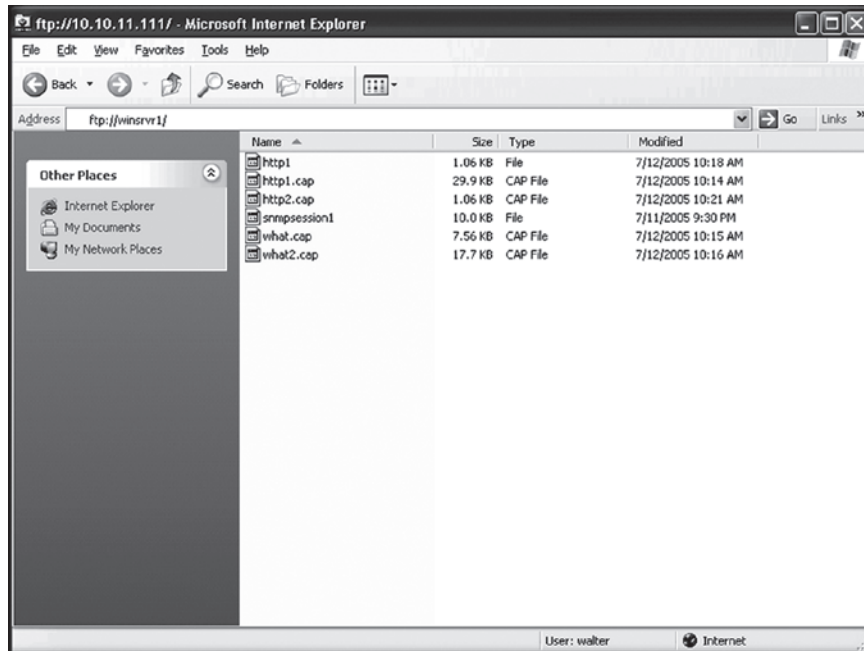 ftp://10.10.11.111/ - Microsoft Internet Explorer
File Edit View Favorites Tools Help
Back Search Folders
Address ftp://winsrvr1/ Go Links »
Name Size Type Modified
Other Places
Internet Explorer
My Documents
My Network Places
http1 1.06 KB File 7/12/2005 10:18 AM
http1.cap 29.9 KB CAP File 7/12/2005 10:14 AM
http2.cap 1.06 KB CAP File 7/12/2005 10:21 AM
snmpsession1 10.0 KB File 7/11/2005 9:30 PM
what.cap 7.56 KB CAP File 7/12/2005 10:15 AM
what2.cap 17.7 KB CAP File 7/12/2005 10:16 AM
User: walter Internet